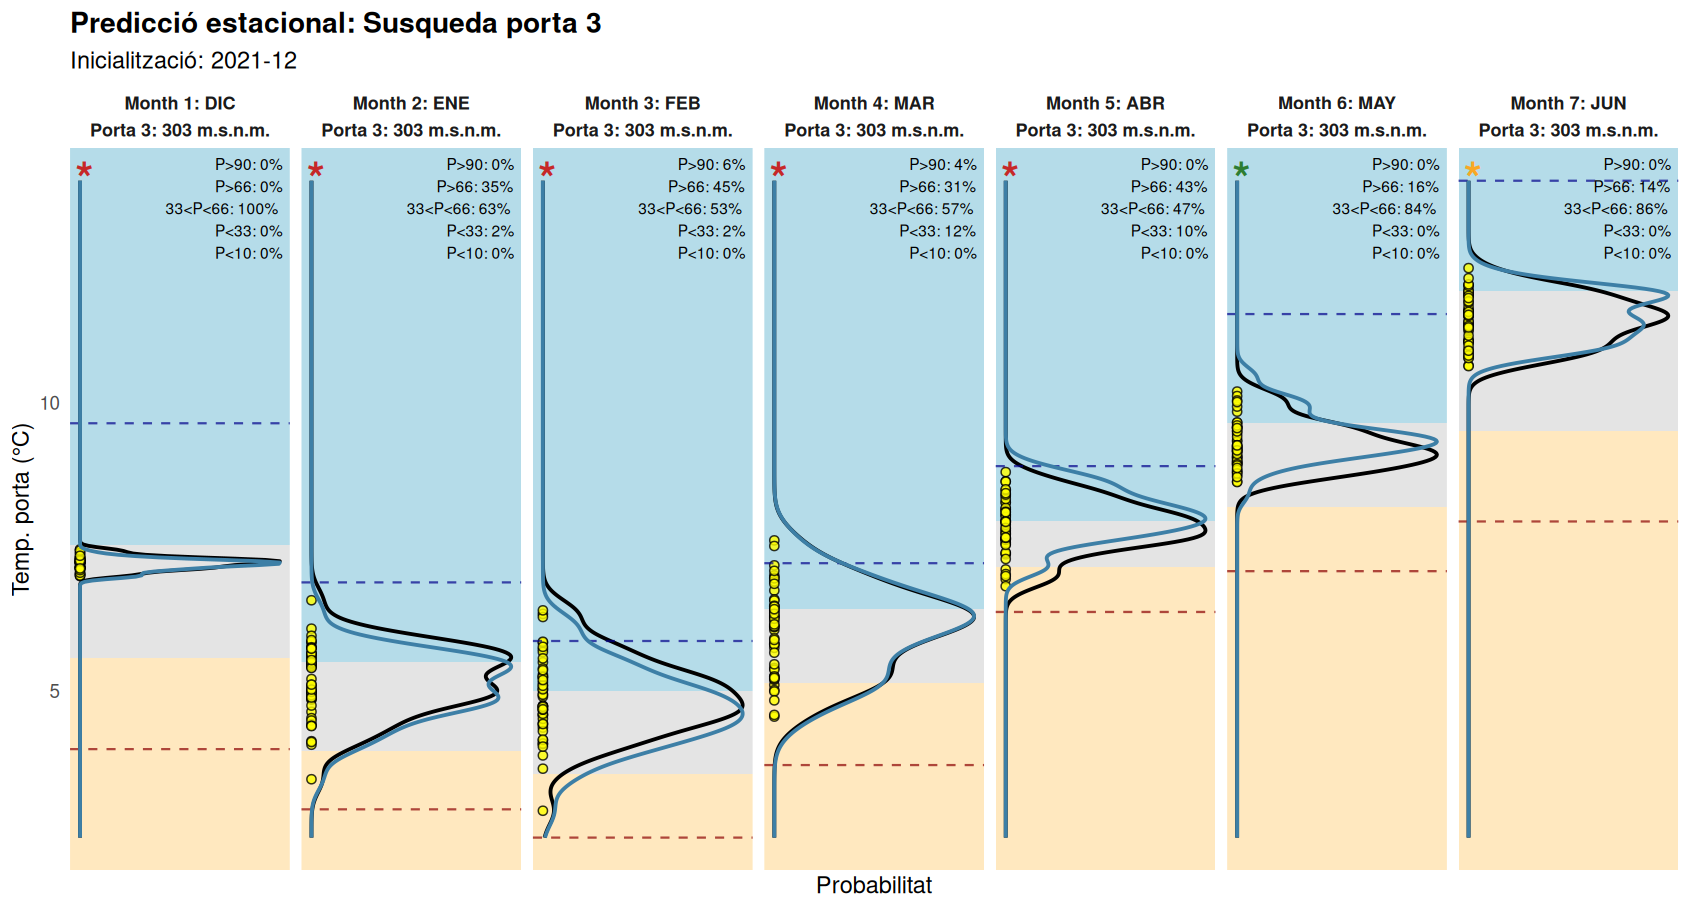 Predicció estacional: Susqueda porta 3
Inicialització: 2021-12
Month 1: DIC
Porta 3: 303 m.s.n.m.
Month 2: ENE
Porta 3: 303 m.s.n.m.
Month 3: FEB
Porta 3: 303 m.s.n.m.
Month 4: MAR
Porta 3: 303 m.s.n.m.
Month 5: ABR
Porta 3: 303 m.s.n.m.
Month 6: MAY
Porta 3: 303 m.s.n.m.
Month 7: JUN
Porta 3: 303 m.s.n.m.
*
P>90: 0%
P>66: 0%
33<P<66: 100%
P<33: 0%
P<10: 0%
*
P>90: 0%
P>66: 35%
33<P<66: 63%
P<33: 2%
P<10: 0%
*
P>90: 6%
P>66: 45%
33<P<66: 53%
P<33: 2%
P<10: 0%
*
P>90: 4%
P>66: 31%
33<P<66: 57%
P<33: 12%
P<10: 0%
*
P>90: 0%
P>66: 43%
33<P<66: 47%
P<33: 10%
P<10: 0%
*
P>90: 0%
P>66: 16%
33<P<66: 84%
P<33: 0%
P<10: 0%
*
P>90: 0%
P>66: 14%
33<P<66: 86%
P<33: 0%
P<10: 0%
10
5
Temp. porta (°C)
Probabilitat